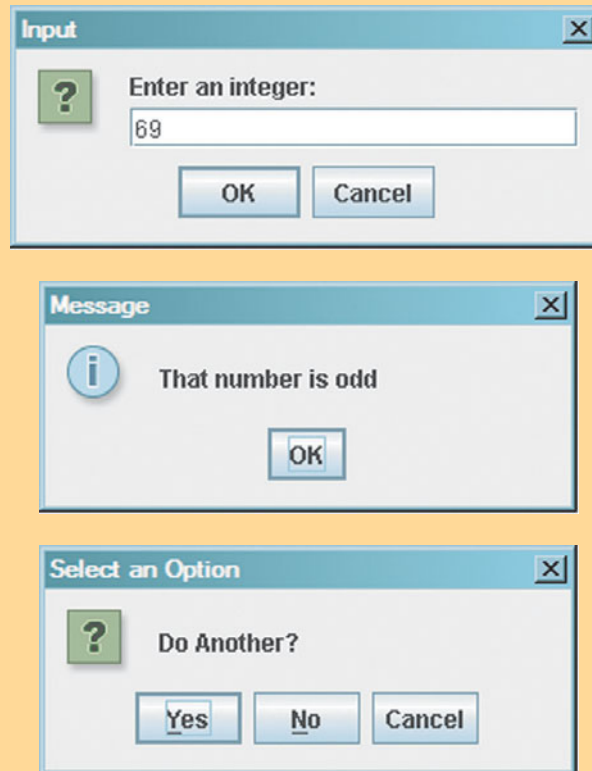 Input
Enter an integer:
69
OK Cancel
Message
That number is odd
OK
Select an Option
Do Another?
Yes No Cancel